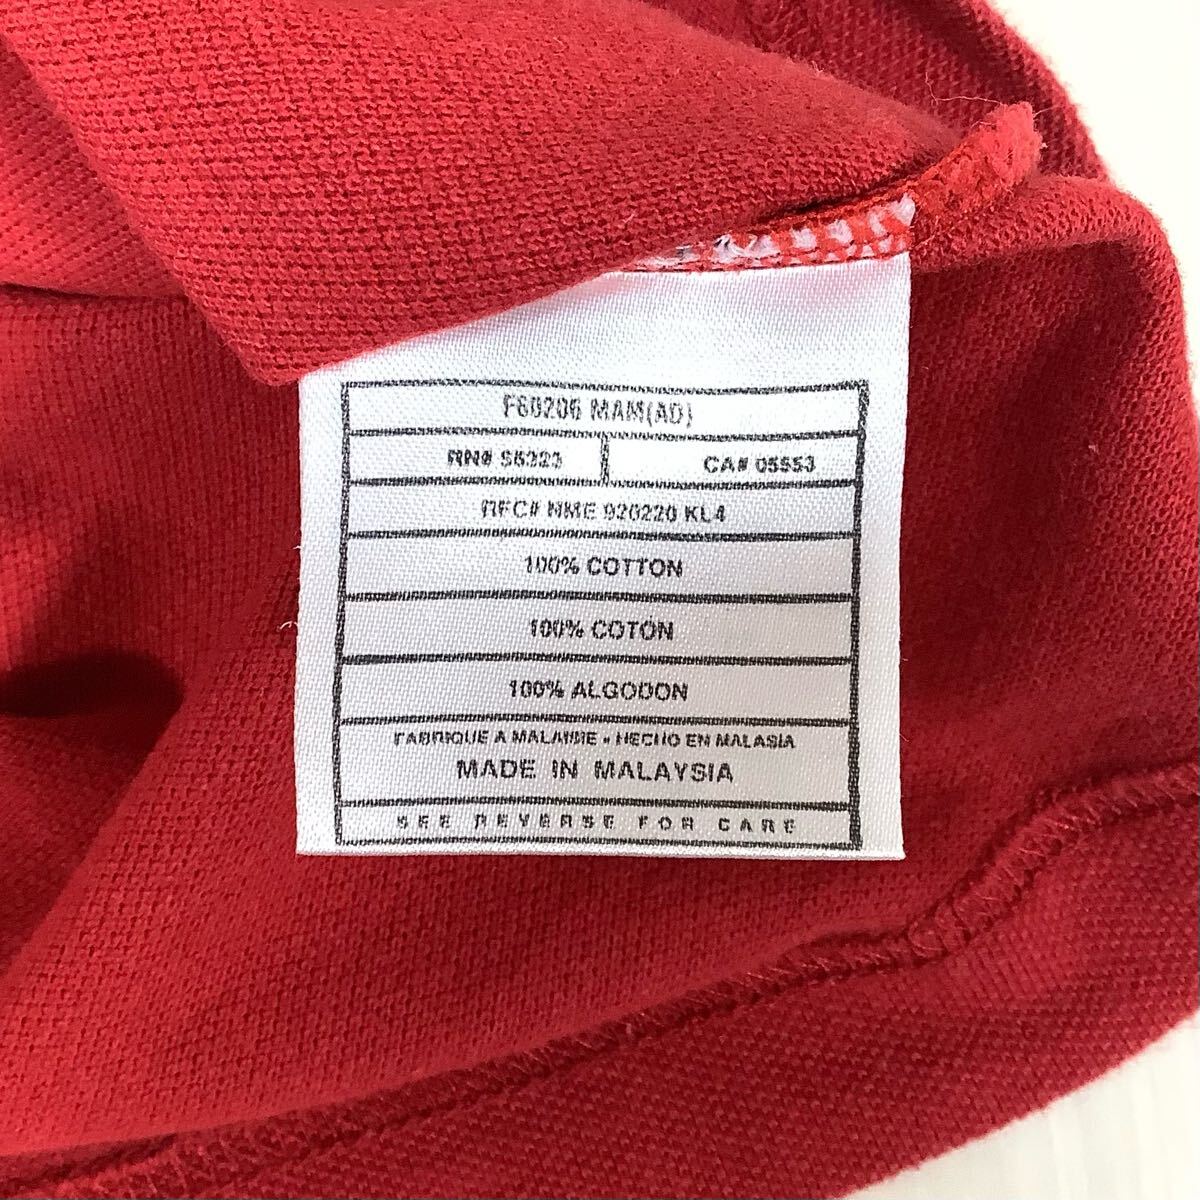 F60206 MAM(AD)
RN# 56323 CA# 05553
RFC# NME 920220 KL4
100% COTTON
100% COTON
100% ALGODON
FABRIQUE A MALAISIE • HECHO EN MALASIA
MADE IN MALAYSIA
SEE REVERSE FOR CARE